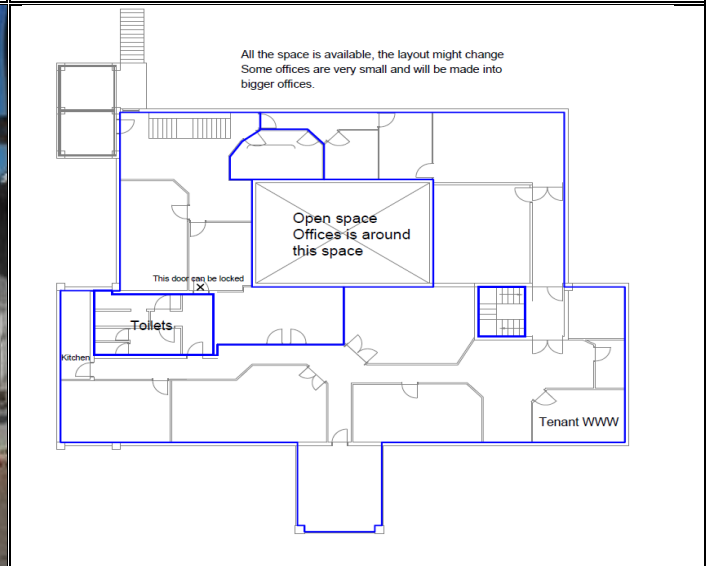 All the space is available, the layout might change
Some offices are very small and will be made into
bigger offices.
Open space
Offices is around
this space
This door can be locked
Toilets
Kitchen
Tenant WWW